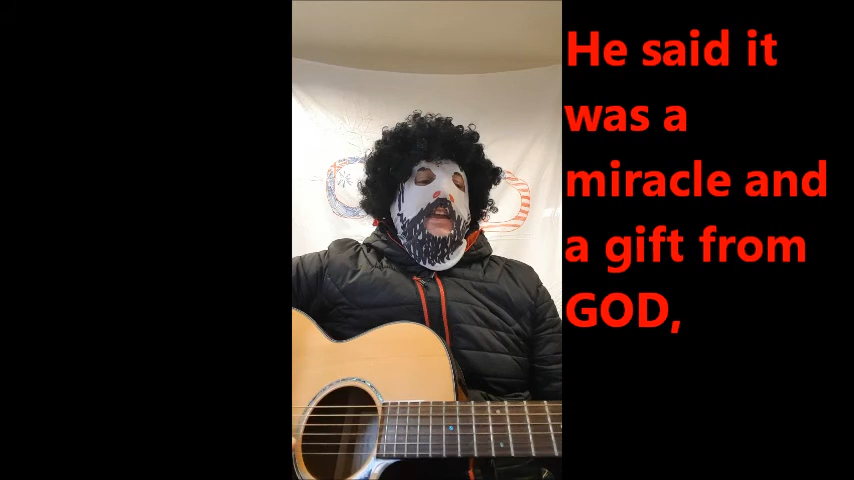 He said it
was a
miracle and
a gift from
GOD,